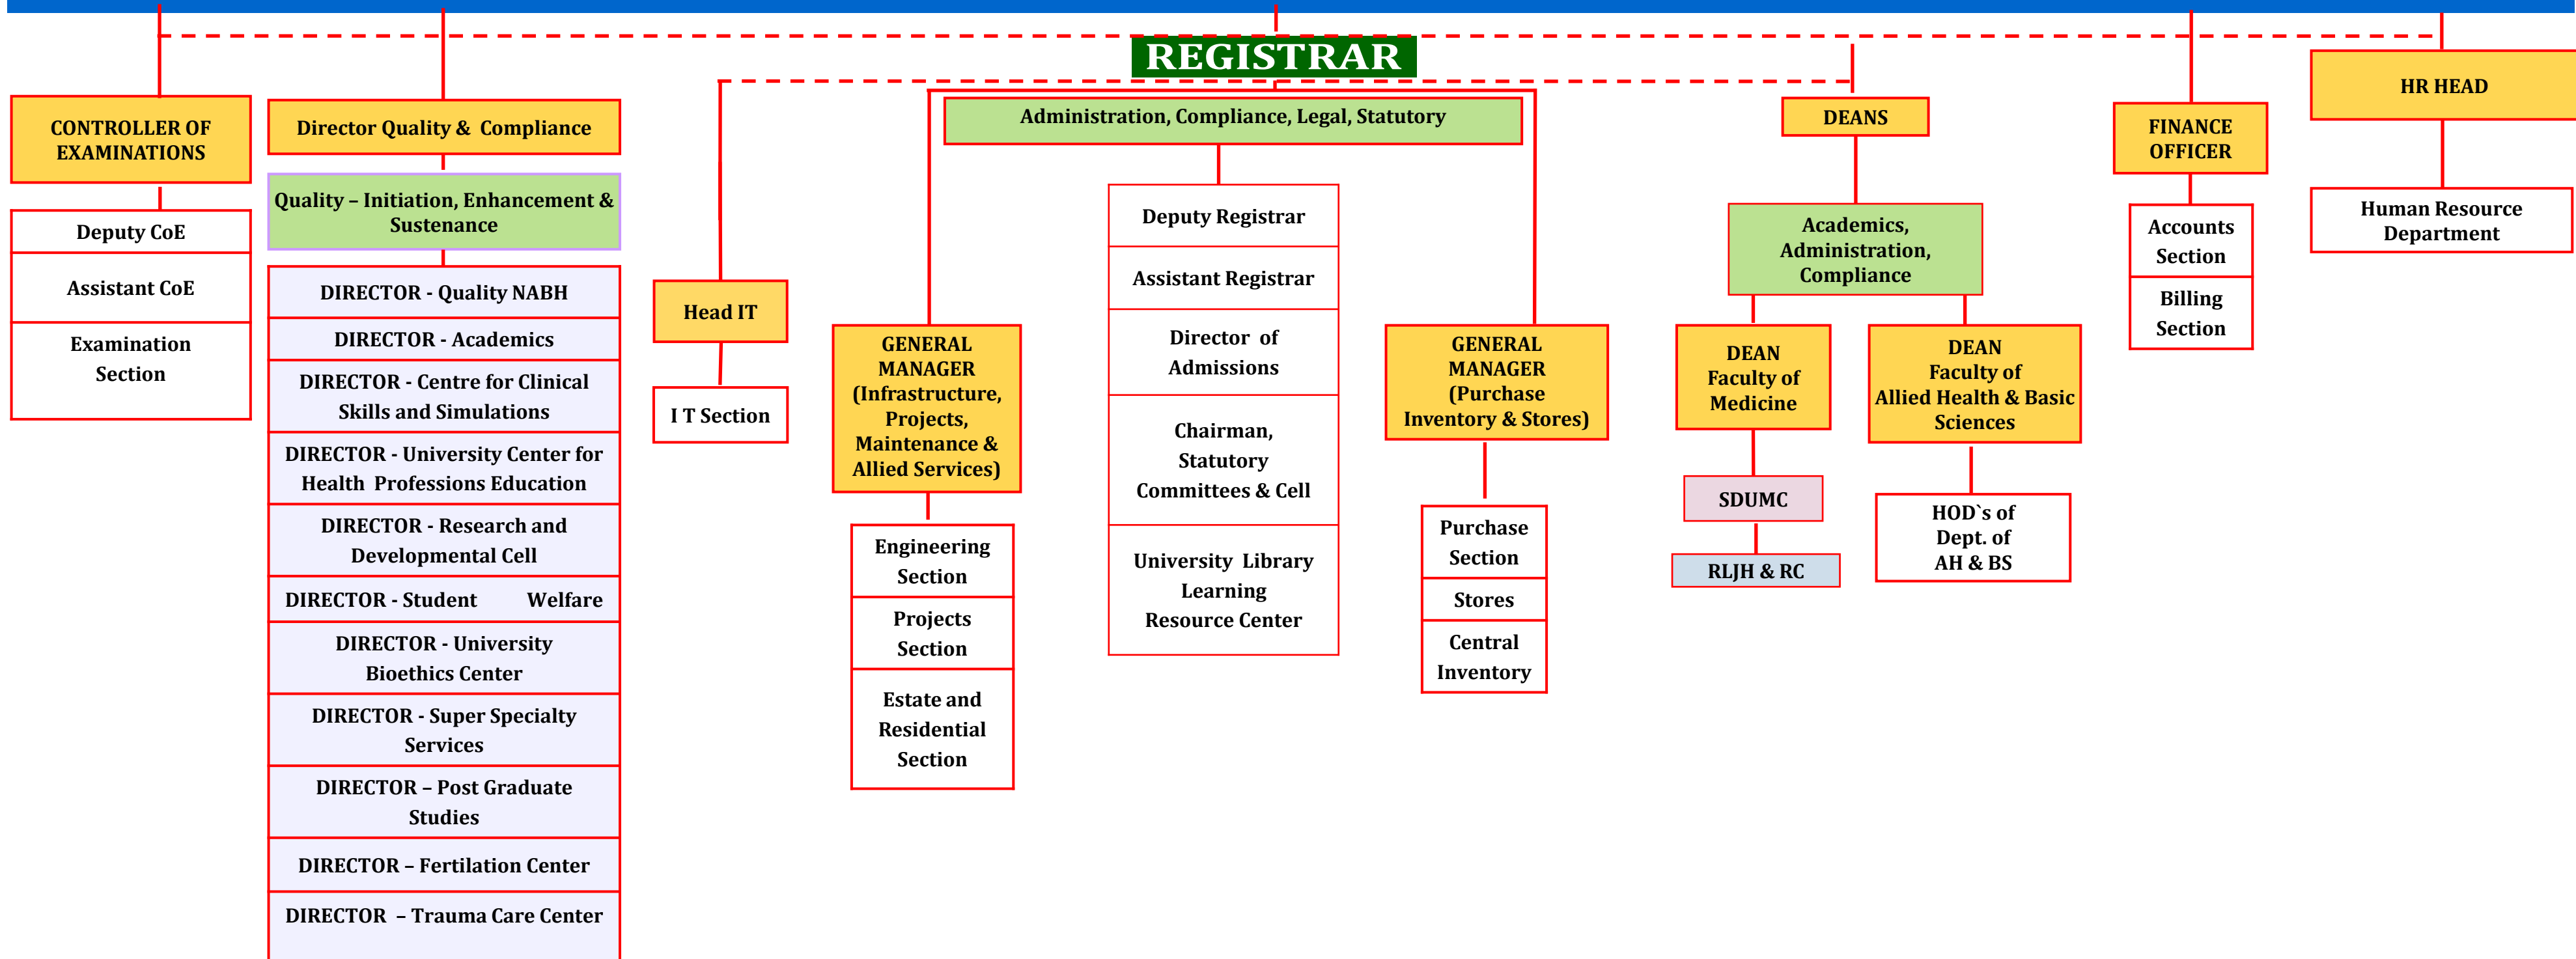 REGISTRAR
CONTROLLER OF
EXAMINATIONS
Deputy CoE
Assistant CoE
Examination
Section
Director Quality &  Compliance
Quality – Initiation, Enhancement &
Sustenance
DIRECTOR - Quality NABH
DIRECTOR - Academics
DIRECTOR - Centre for Clinical
Skills and Simulations
DIRECTOR - University Center for
Health  Professions Education
DIRECTOR - Research and
Developmental Cell
DIRECTOR - Student Welfare
DIRECTOR - University
Bioethics Center
DIRECTOR - Super Specialty
Services
DIRECTOR – Post Graduate
Studies
DIRECTOR – Fertilation Center
DIRECTOR  – Trauma Care Center
Head IT
I T Section
Administration, Compliance, Legal, Statutory
GENERAL
MANAGER
(Infrastructure,
Projects,
Maintenance &
Allied Services)
Engineering
Section
Projects
Section
Estate and
Residential
Section
Deputy Registrar
Assistant Registrar
Director  of
Admissions
Chairman,
Statutory
Committees & Cell
University  Library
Learning
Resource Center
GENERAL
MANAGER
(Purchase
Inventory & Stores)
Purchase
Section
Stores
Central
Inventory
DEANS
Academics,
Administration,
Compliance
DEAN
Faculty of
Medicine
SDUMC
RLJH & RC
DEAN
Faculty of
Allied Health & Basic
Sciences
HOD`s of
Dept. of
AH & BS
FINANCE
OFFICER
Accounts
Section
Billing
Section
HR HEAD
Human Resource
Department